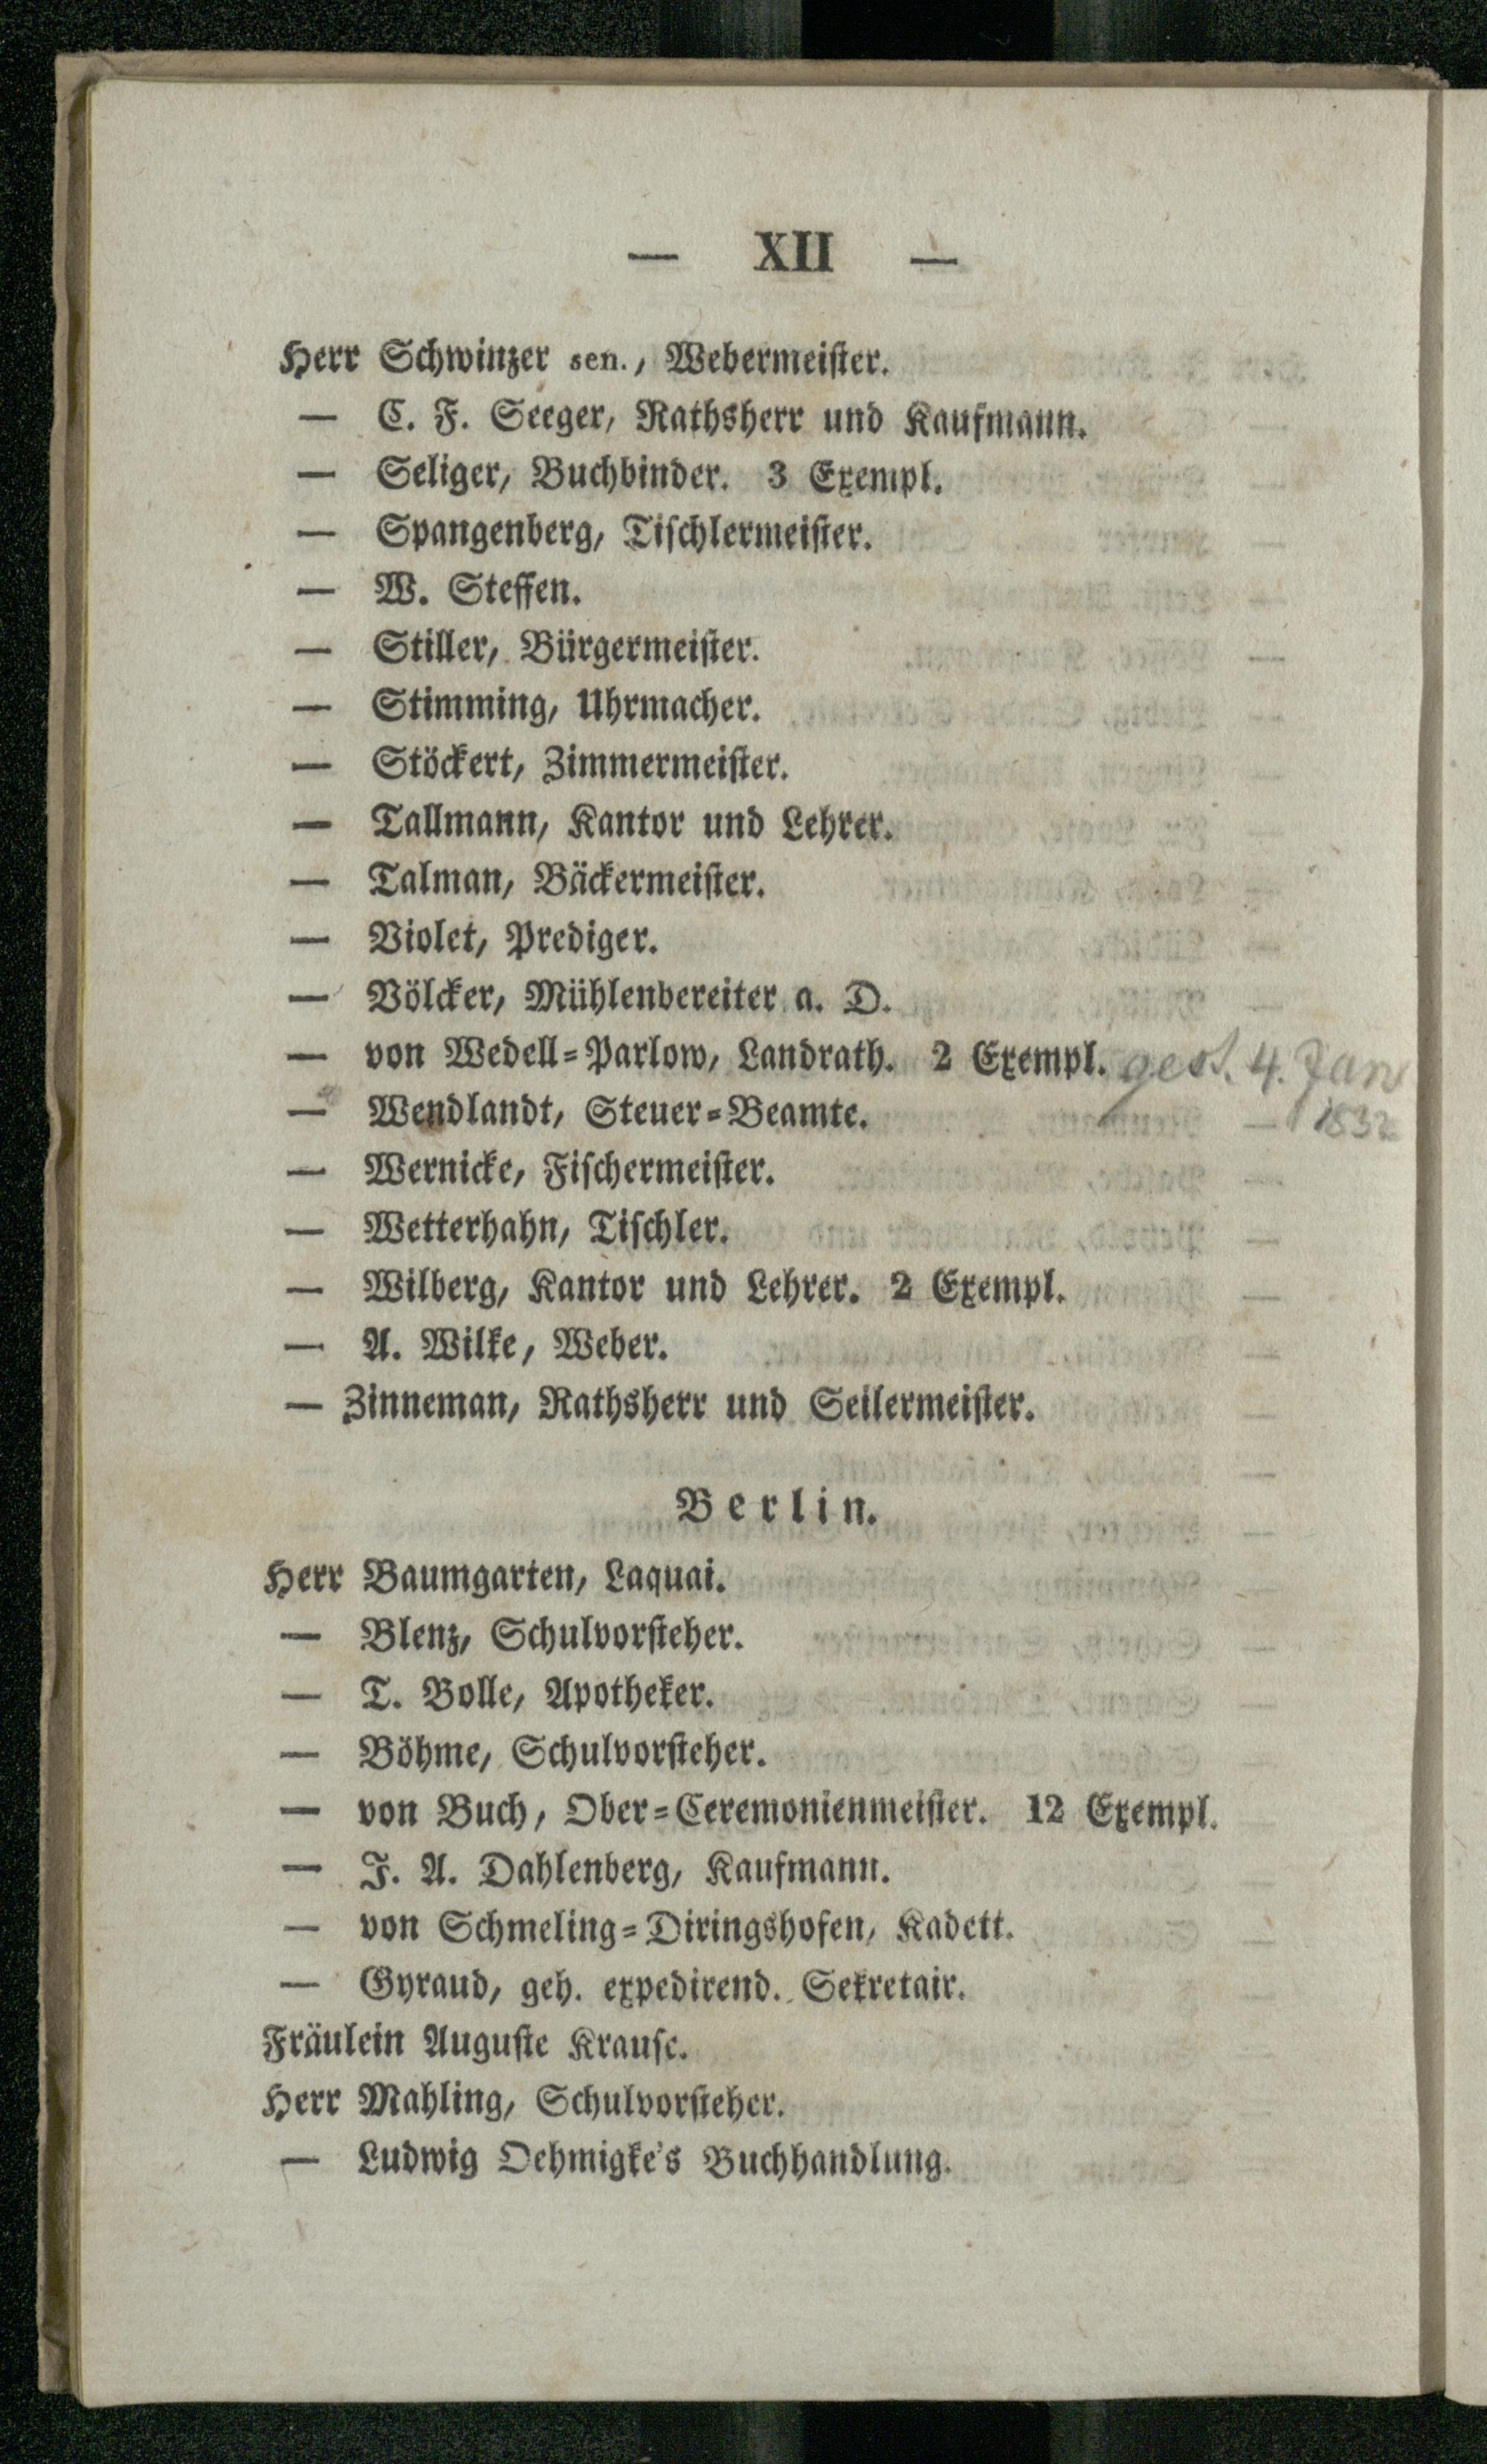 — XII —
Herr Schwinzer sen., Webermeister.
— C. F. Seeger, Rathsherr und Kaufmann.
— Seliger, Buchbinder. 3 Exempl.
— Spangenberg, Tischlermeister.
— W. Steffen.
— Stiller, Bürgermeister.
— Stimming, Uhrmacher.
— Stöckert, Zimmermeister.
— Tallmann, Kantor und Lehrer.
— Talman, Bäckermeister.
— Violet, Prediger.
— Völcker, Mühlenbereiter a. D.
— von Wedell=Parlow, Landrath. 2 Exempl. gest. 4. Jan
1832
— Wendlandt, Steuer=Beamte.
— Wernicke, Fischermeister.
— Wetterhahn, Tischler.
— Wilberg, Kantor und Lehrer. 2 Exempl.
— A. Wilke, Weber.
— Zinneman, Rathsherr und Seilermeister.
Berlin.
Herr Baumgarten, Laquai.
— Blenz, Schulvorsteher.
— T. Bolle, Apotheker.
— Böhme, Schulvorsteher.
— von Buch, Ober=Ceremonienmeister. 12 Exempl.
— J. A. Dahlenberg, Kaufmann.
— von Schmeling=Diringshofen, Kadett.
— Gyraud, geh. expedirend. Sekretair.
Fräulein Auguste Krause.
Herr Mahling, Schulvorsteher.
— Ludwig Oehmigke's Buchhandlung.